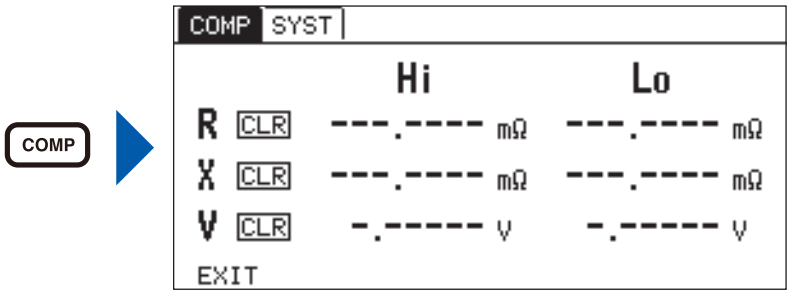 COMP
COMP SYST
Hi Lo
R CLR ---.---- mΩ ---.---- mΩ
X CLR ---.---- mΩ ---.---- mΩ
V CLR -.----- V -.----- V
EXIT